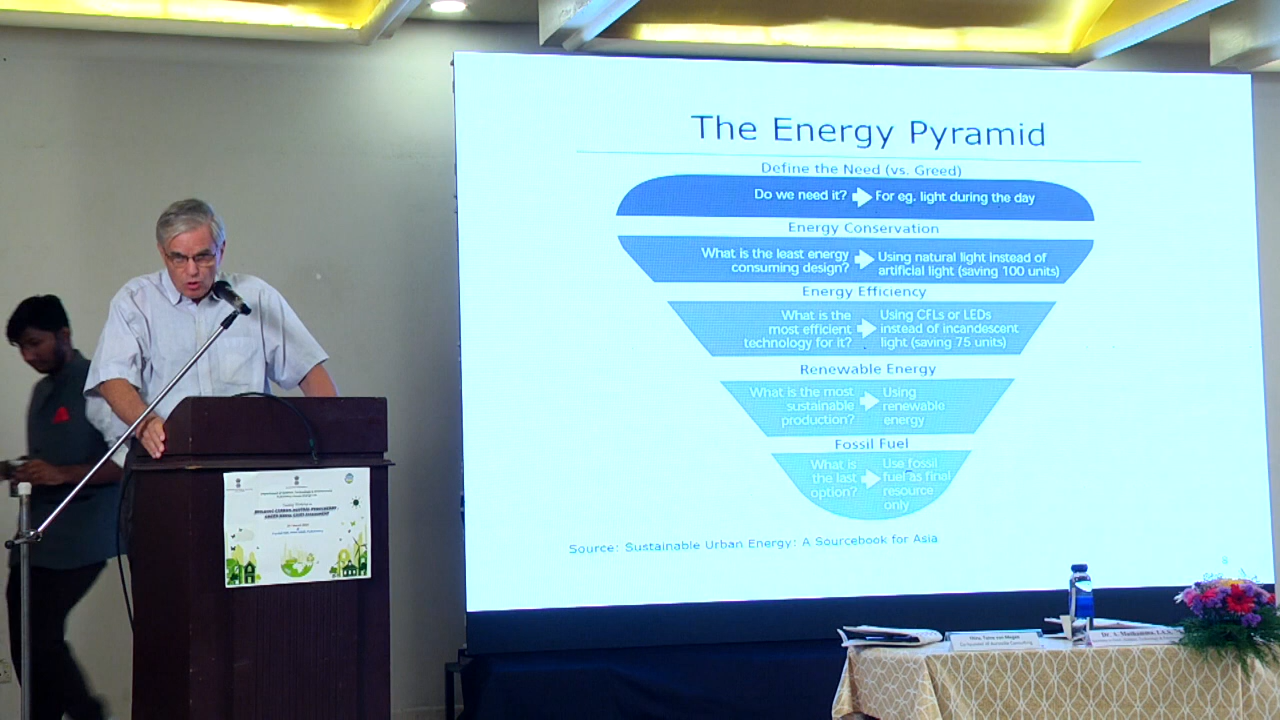 The Energy Pyramid
Define the Need (vs. Greed)
Do we need it? For eg. light during the day
Energy Conservation
What is the least energy consuming design?
Using natural light instead of artificial light (saving 100 units)
Energy Efficiency
What is the most efficient technology for it?
Using CFLs or LEDs instead of incandescent light (saving 75 units)
Renewable Energy
What is the most sustainable production?
Using renewable energy
Fossil Fuel
What is the last option?
Use fossil fuel as final resource only
Source: Sustainable Urban Energy: A Sourcebook for Asia
8